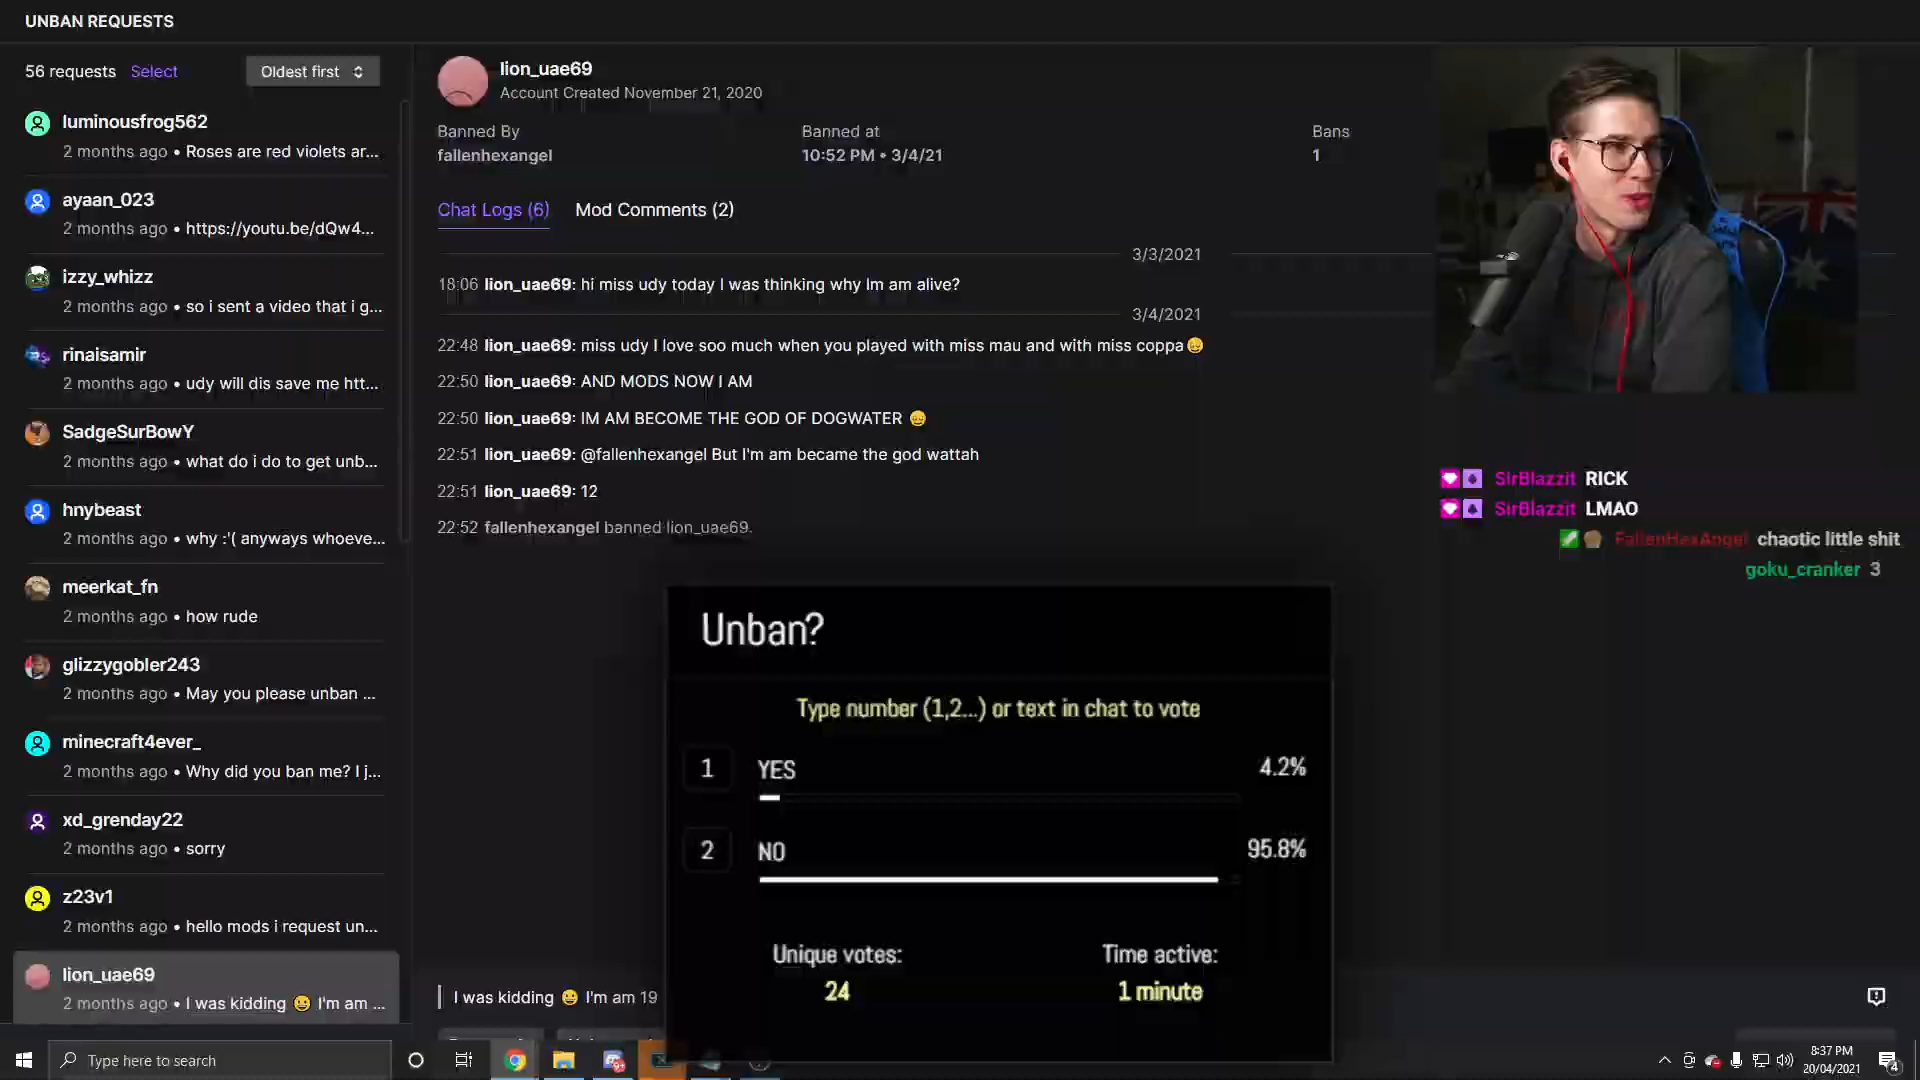 UNBAN REQUESTS
56 requests Select Oldest first
luminousfrog562
2 months ago • Roses are red violets ar...
ayaan_023
2 months ago • https://youtu.be/dQw4...
izzy_whizz
2 months ago • so i sent a video that i g...
rinaisamir
2 months ago • udy will dis save me htt...
SadgeSurBowY
2 months ago • what do i do to get unb...
hnybeast
2 months ago • why :'( anyways whoeve...
meerkat_fn
2 months ago • how rude
glizzygobler243
2 months ago • May you please unban ...
minecraft4ever_
2 months ago • Why did you ban me? I j...
xd_grenday22
2 months ago • sorry
z23v1
2 months ago • hello mods i request un...
lion_uae69
2 months ago • I was kidding 😀 I'm am ...
lion_uae69
Account Created November 21, 2020
Banned By Banned at Bans
fallenhexangel 10:52 PM • 3/4/21 1
Chat Logs (6) Mod Comments (2)
3/3/2021
18:06 lion_uae69: hi miss udy today I was thinking why Im am alive?
3/4/2021
22:48 lion_uae69: miss udy I love soo much when you played with miss mau and with miss coppa😔
22:50 lion_uae69: AND MODS NOW I AM
22:50 lion_uae69: IM AM BECOME THE GOD OF DOGWATER 😔
22:51 lion_uae69: @fallenhexangel But I'm am became the god wattah
22:51 lion_uae69: 12
22:52 fallenhexangel banned lion_uae69.
SirBlazzit RICK
SirBlazzit LMAO
FallenHexAngel chaotic little shit
goku_cranker 3
Unban?
Type number (1,2...) or text in chat to vote
1 YES 4.2%
2 NO 95.8%
Unique votes: Time active:
24 1 minute
I was kidding 😀 I'm am 19
Type here to search
8:37 PM
20/04/2021
4